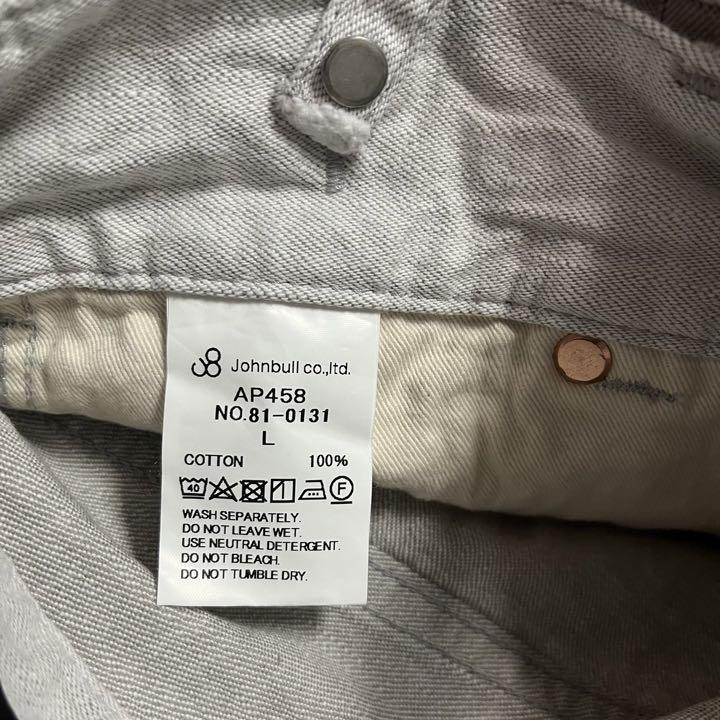 Johnbull co.,ltd.
AP458
NO.81-0131
L
COTTON 100%
40 F
WASH SEPARATELY.
DO NOT LEAVE WET.
USE NEUTRAL DETERGENT.
DO NOT BLEACH.
DO NOT TUMBLE DRY.